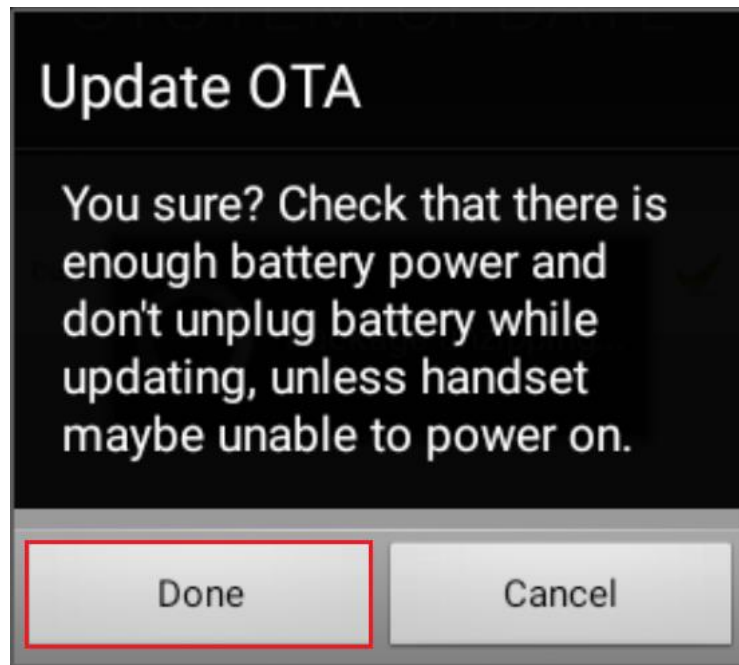 Update OTA
You sure? Check that there is
enough battery power and
don't unplug battery while
updating, unless handset
maybe unable to power on.
Done
Cancel